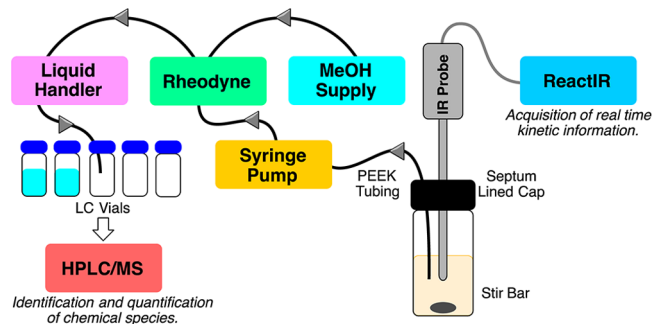 Liquid
Handler
Rheodyne
MeOH
Supply
IR Probe
ReactIR
Acquisition of real time
kinetic information.
Syringe
Pump
PEEK
Tubing
Septum
Lined Cap
LC Vials
HPLC/MS
Identification and quantification
of chemical species.
Stir Bar